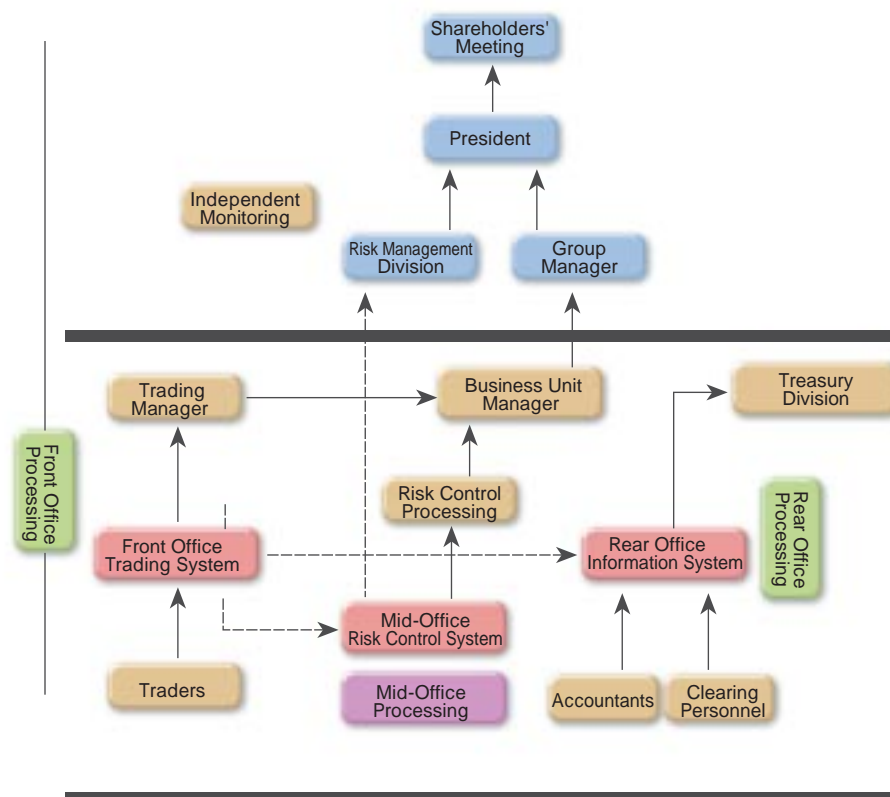 Shareholders'
Meeting
President
Independent
Monitoring
Risk Management
Division
Group
Manager
Trading
Manager
Business Unit
Manager
Treasury
Division
Front Office
Processing
Risk Control
Processing
Rear Office
Processing
Front Office
Trading System
Rear Office
Information System
Mid-Office
Risk Control System
Traders
Mid-Office
Processing
Accountants
Clearing
Personnel